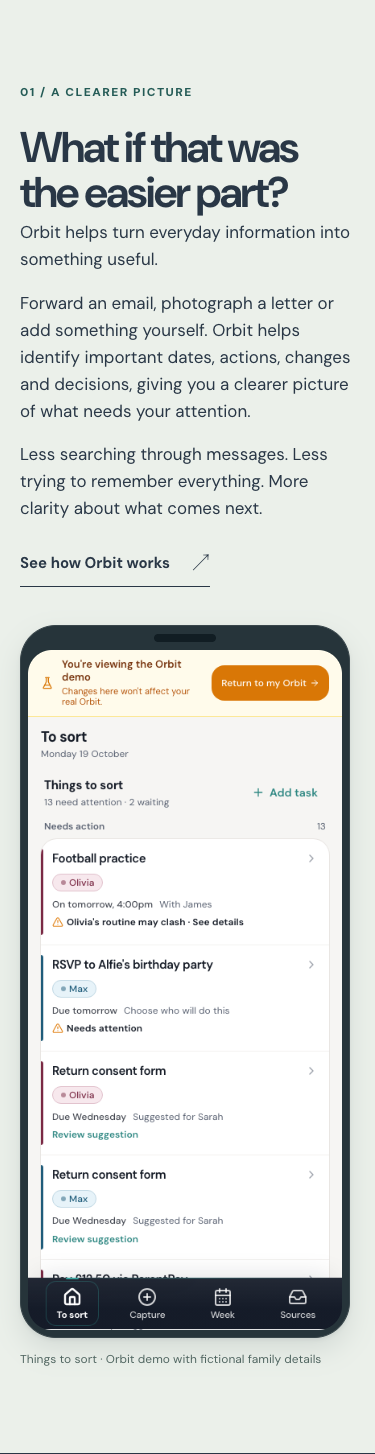 01 / A CLEARER PICTURE
What if that was
the easier part?
Orbit helps turn everyday information into
something useful.
Forward an email, photograph a letter or
add something yourself. Orbit helps
identify important dates, actions, changes
and decisions, giving you a clearer picture
of what needs your attention.
Less searching through messages. Less
trying to remember everything. More
clarity about what comes next.
See how Orbit works
You're viewing the Orbit
demo
Changes here won't affect your
real Orbit.
Return to my Orbit →
To sort
Monday 19 October
Things to sort
13 need attention · 2 waiting
+ Add task
Needs action 13
Football practice
Olivia
On tomorrow, 4:00pm With James
Olivia's routine may clash · See details
RSVP to Alfie's birthday party
Max
Due tomorrow Choose who will do this
Needs attention
Return consent form
Olivia
Due Wednesday Suggested for Sarah
Review suggestion
Return consent form
Max
Due Wednesday Suggested for Sarah
Review suggestion
To sort Capture Week Sources
Things to sort · Orbit demo with fictional family details